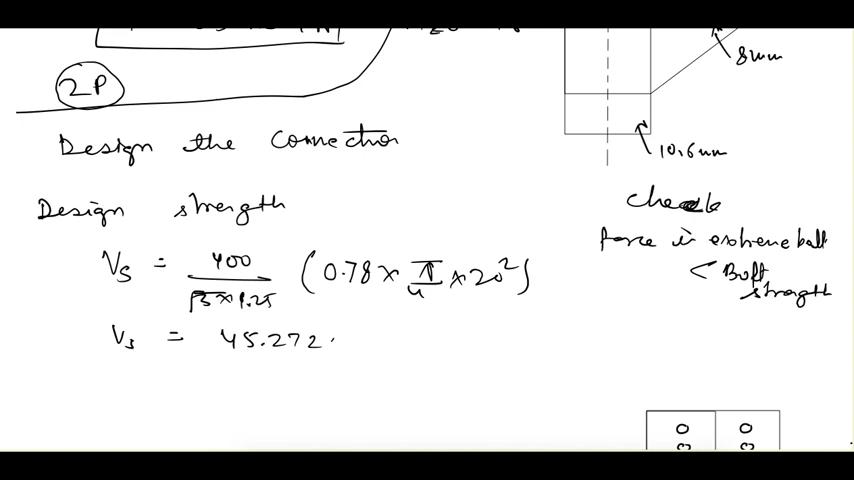 2P
8mm
Design the connection
10.6mm
Design strength
check
force in extreme bolt
< Bolt
strength
Vs = 400/(√3×1.25) (0.78 × π/4 × 20²)
Vs = 45.272